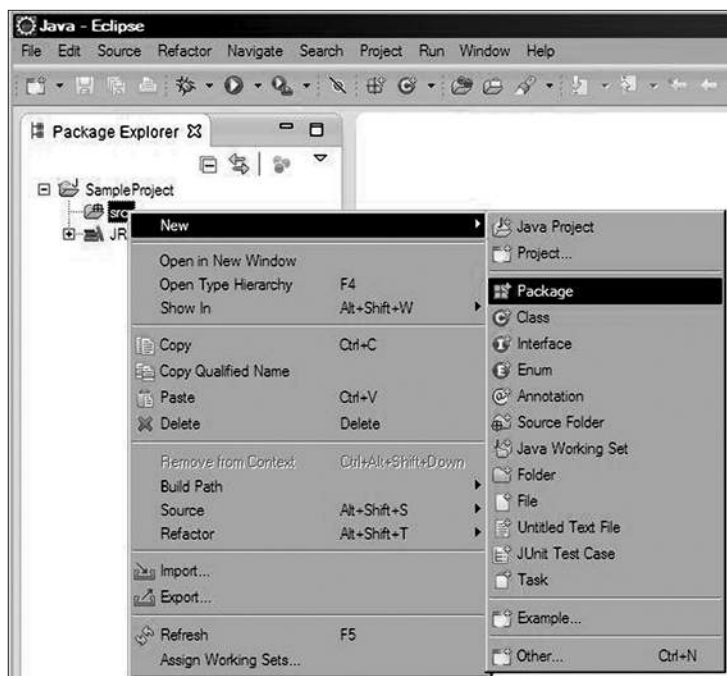 Java - Eclipse
File Edit Source Refactor Navigate Search Project Run Window Help
Package Explorer
SampleProject
src
JR
New
Open in New Window
Open Type Hierarchy F4
Show In Alt+Shift+W
Copy Ctrl+C
Copy Qualified Name
Paste Ctrl+V
Delete Delete
Remove from Context Ctrl+Alt+Shift+Down
Build Path
Source Alt+Shift+S
Refactor Alt+Shift+T
Import...
Export...
Refresh F5
Assign Working Sets...
Java Project
Project...
Package
Class
Interface
Enum
Annotation
Source Folder
Java Working Set
Folder
File
Untitled Text File
JUnit Test Case
Task
Example...
Other... Ctrl+N